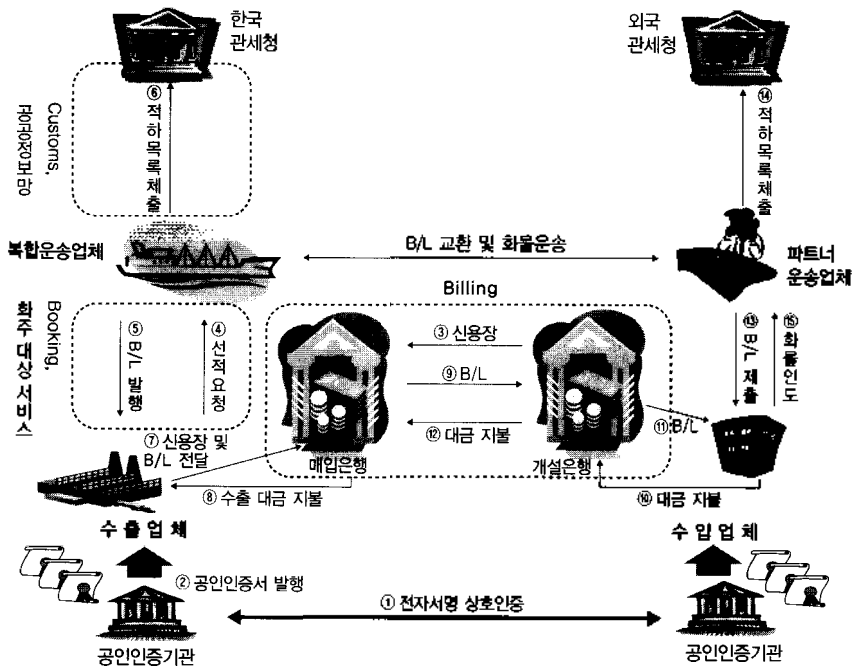 한국
관세청
외국
관세청
Customs,
공공정보망
⑥ 적하목록제출
⑭ 적하목록제출
복합운송업체
B/L 교환 및 화물운송
파트너
운송업체
Billing
Booking,
화주 대상 서비스
⑤ B/L 발행
④ 선적요청
③ 신용장
⑨ B/L
⑫ 대금 지불
⑪ B/L
⑬ B/L 제출
⑮ 화물인도
⑦ 신용장 및
B/L 전달
매입은행
개설은행
⑧ 수출 대금 지불
⑩ 대금 지불
수출업체
수입업체
② 공인인증서 발행
① 전자서명 상호인증
공인인증기관
공인인증기관